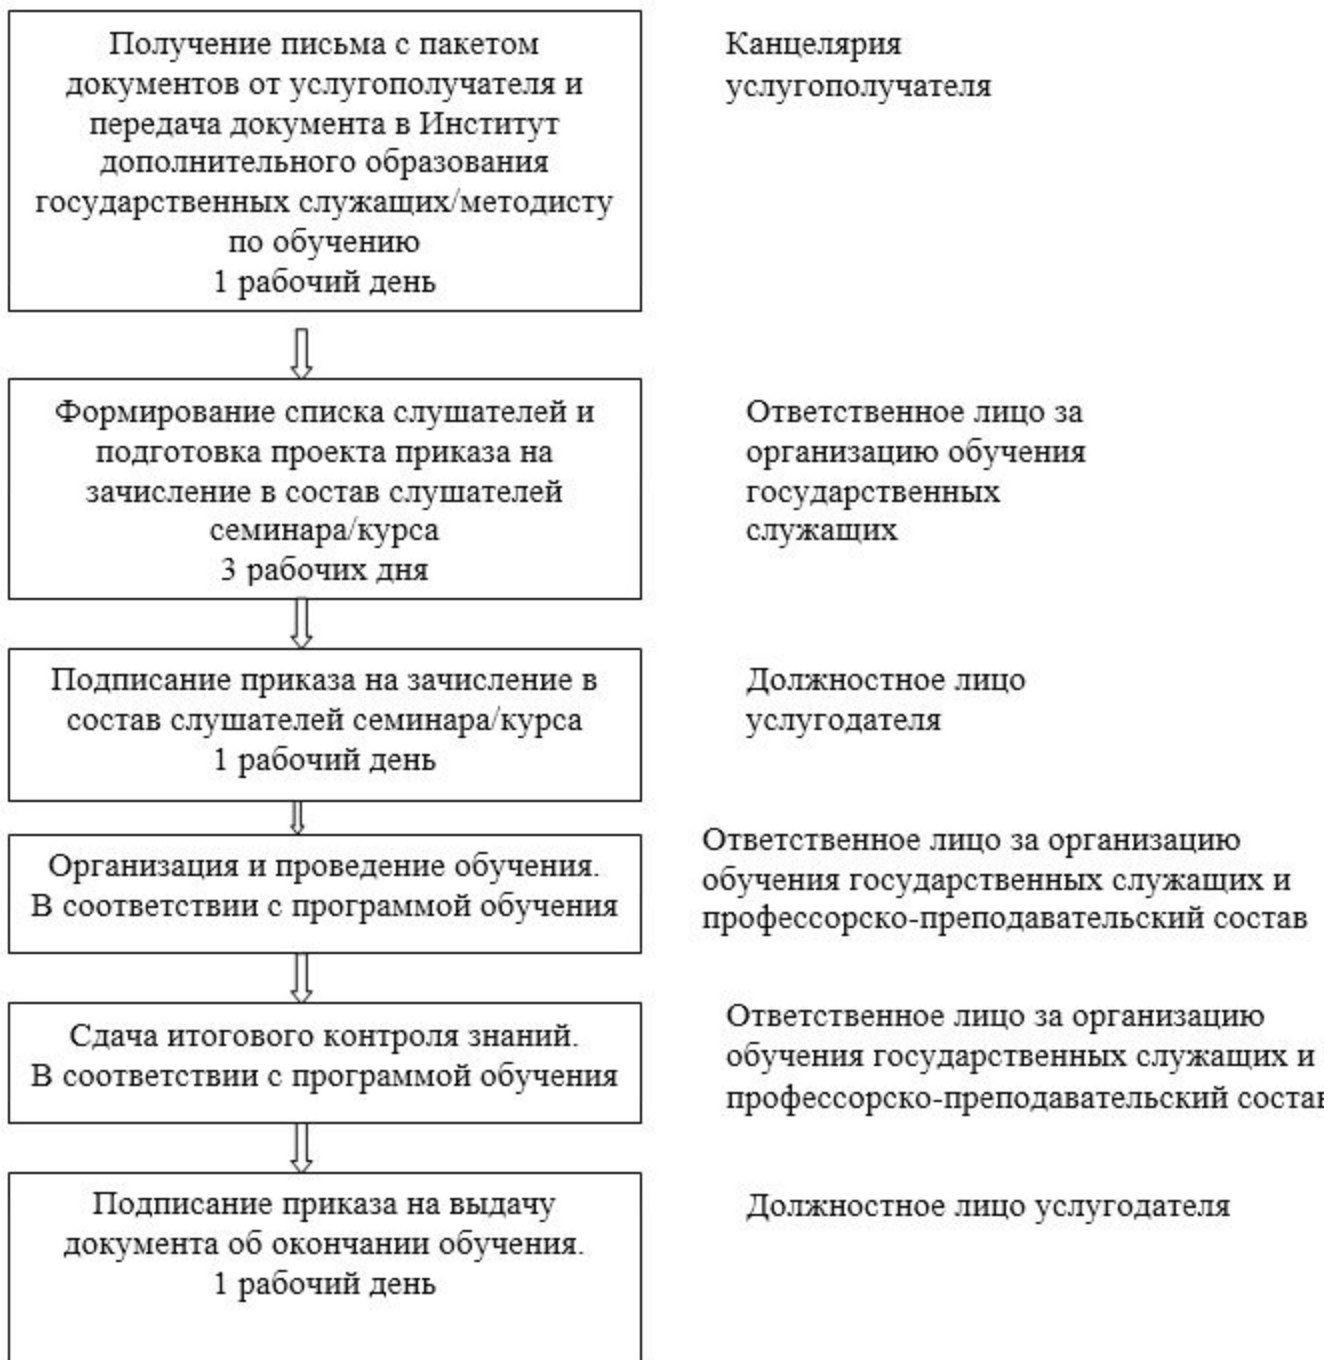 Получение письма с пакетом
документов от услугополучателя и
передача документа в Институт
дополнительного образования
государственных служащих/методисту
по обучению
1 рабочий день
Канцелярия
услугополучателя
Формирование списка слушателей и
подготовка проекта приказа на
зачисление в состав слушателей
семинара/курса
3 рабочих дня
Ответственное лицо за
организацию обучения
государственных
служащих
Подписание приказа на зачисление в
состав слушателей семинара/курса
1 рабочий день
Должностное лицо
услугодателя
Организация и проведение обучения.
В соответствии с программой обучения
Ответственное лицо за организацию
обучения государственных служащих и
профессорско-преподавательский состав
Сдача итогового контроля знаний.
В соответствии с программой обучения
Ответственное лицо за организацию
обучения государственных служащих и
профессорско-преподавательский состав
Подписание приказа на выдачу
документа об окончании обучения.
1 рабочий день
Должностное лицо услугодателя